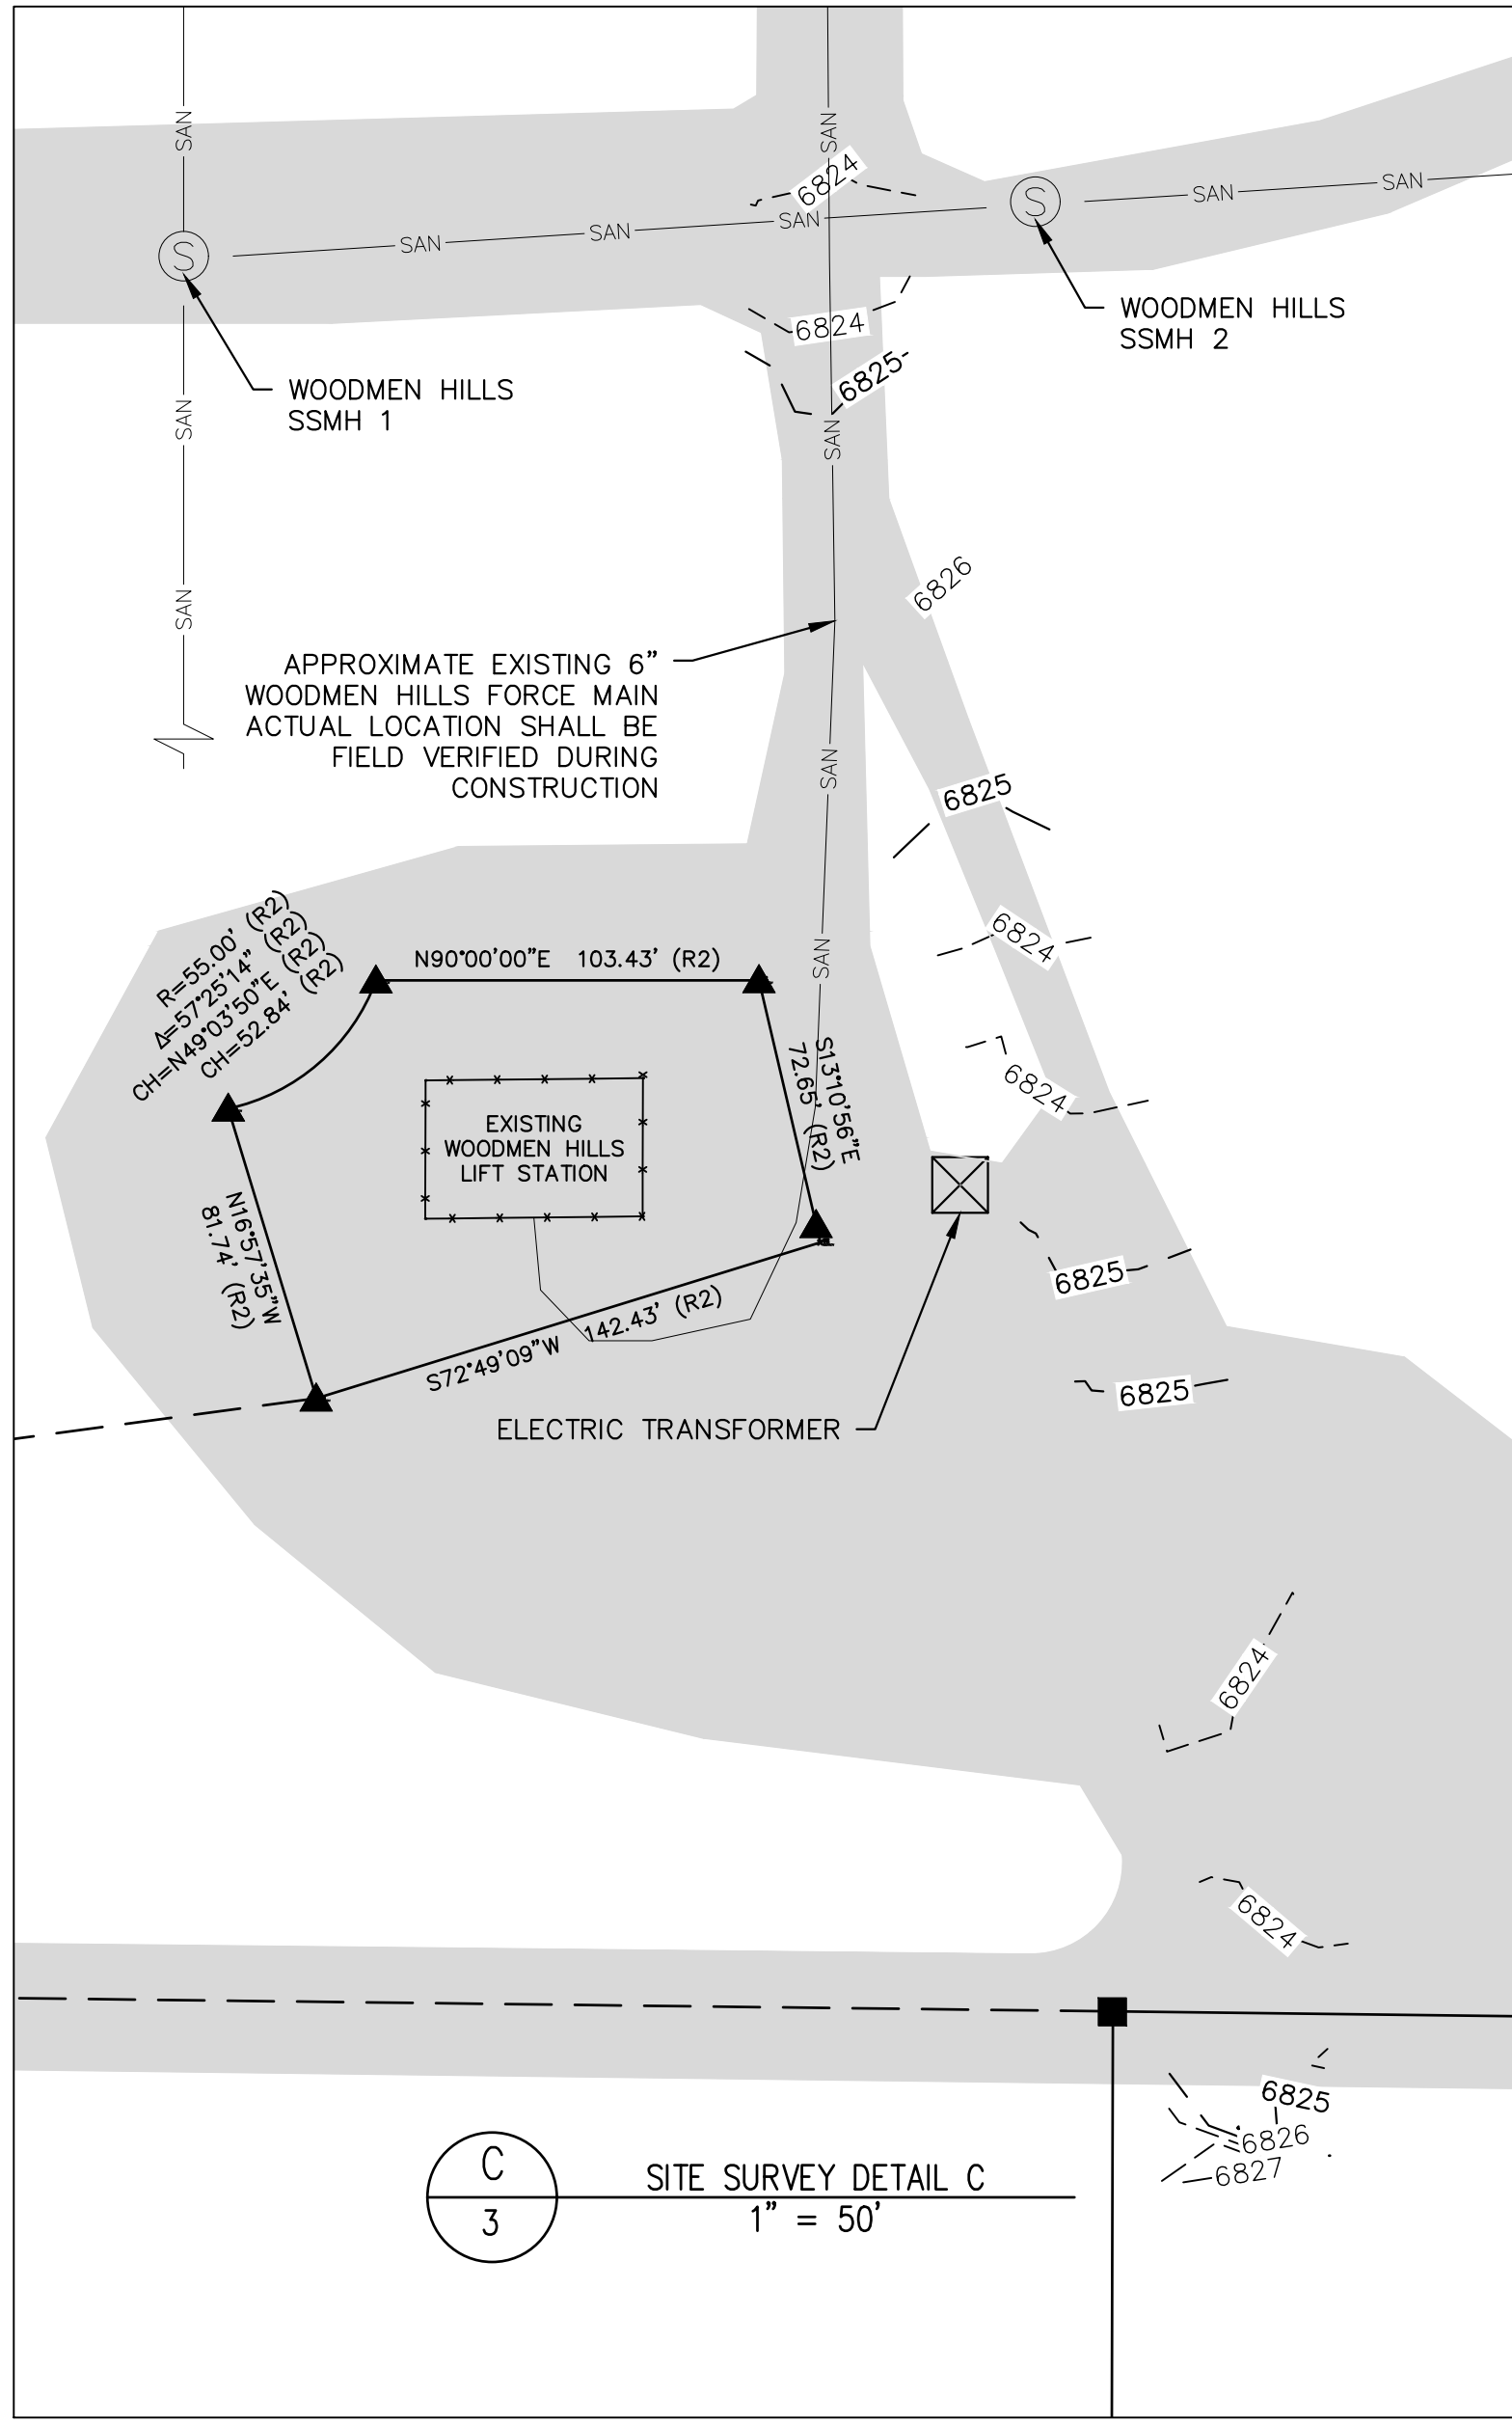 SAN
SAN
6824
SAN
SAN
SAN
SAN
SAN
S
S
WOODMEN HILLS
SSMH 2
6824
6825
WOODMEN HILLS
SSMH 1
SAN
SAN
SAN
6826
APPROXIMATE EXISTING 6"
WOODMEN HILLS FORCE MAIN
ACTUAL LOCATION SHALL BE
FIELD VERIFIED DURING
CONSTRUCTION
SAN
6825
R=55.00' (R2)
Δ=57°25'14" (R2)
CH=N49°03'50"E (R2)
CH=52.84' (R2)
N90°00'00"E 103.43' (R2)
SAN
6824
6824
S13°10'56"E
72.65' (R2)
EXISTING
WOODMEN HILLS
LIFT STATION
N16°57'35"W
81.74' (R2)
S72°49'09"W 142.43' (R2)
6825
6825
ELECTRIC TRANSFORMER
6824
6824
6825
6826
6827
C
3
SITE SURVEY DETAIL C
1" = 50'